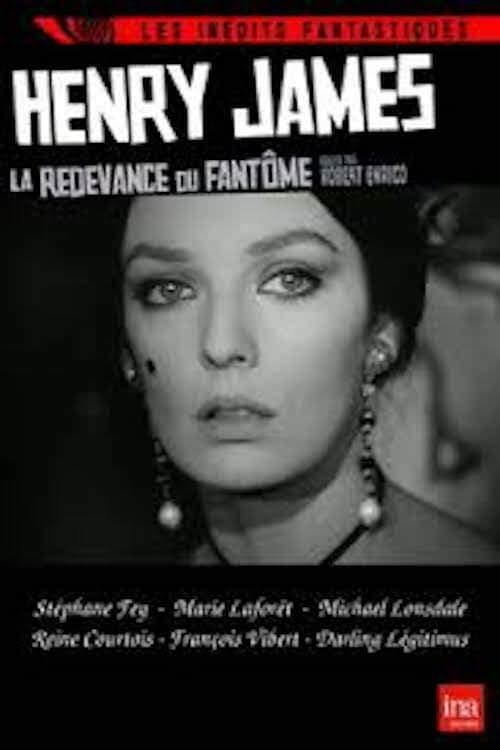 LES INÉDITS FANTASTIQUES
HENRY JAMES
LA REDEVANCE DU FANTÔME
ROBERT ENRICO
Stéphane Fey - Marie Laforêt - Michael Lonsdale
Reine Courtois - François Vibert - Darling Légitimus
ina